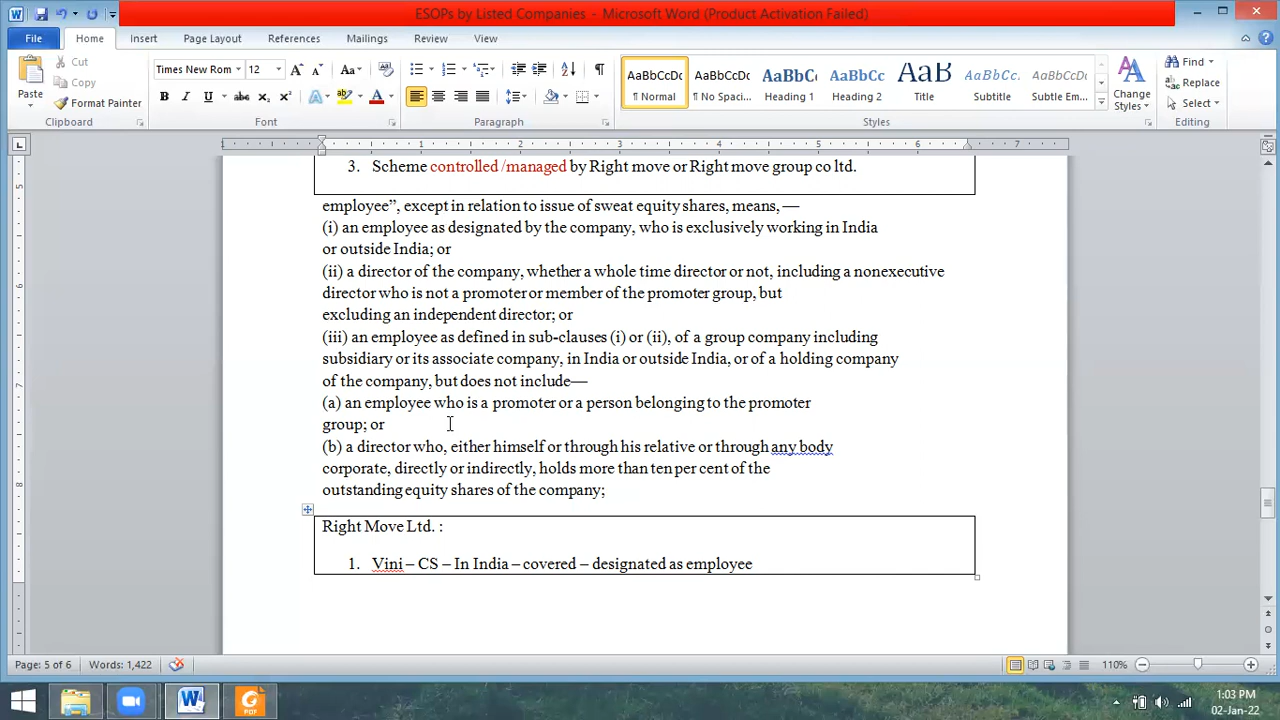 ESOPs by Listed Companies - Microsoft Word (Product Activation Failed)
File Home Insert Page Layout References Mailings Review View
Cut
Copy
Format Painter
Paste
Clipboard
Times New Rom 12
Font
Paragraph
AaBbCcDc AaBbCcDc AaBbC AaBbCc AaB AaBbCc. AaBbCcDc
¶ Normal ¶ No Spaci... Heading 1 Heading 2 Title Subtitle Subtle Em...
Styles
Change Styles
Find
Replace
Select
Editing
1 1 2 3 4 5 6 7
3. Scheme controlled /managed by Right move or Right move group co ltd.
employee”, except in relation to issue of sweat equity shares, means, —
(i) an employee as designated by the company, who is exclusively working in India
or outside India; or
(ii) a director of the company, whether a whole time director or not, including a nonexecutive
director who is not a promoter or member of the promoter group, but
excluding an independent director; or
(iii) an employee as defined in sub-clauses (i) or (ii), of a group company including
subsidiary or its associate company, in India or outside India, or of a holding company
of the company, but does not include—
(a) an employee who is a promoter or a person belonging to the promoter
group; or
(b) a director who, either himself or through his relative or through any body
corporate, directly or indirectly, holds more than ten per cent of the
outstanding equity shares of the company;
Right Move Ltd. :
1. Vini – CS – In India – covered – designated as employee
Page: 5 of 6 Words: 1,422 110%
1:03 PM
02-Jan-22